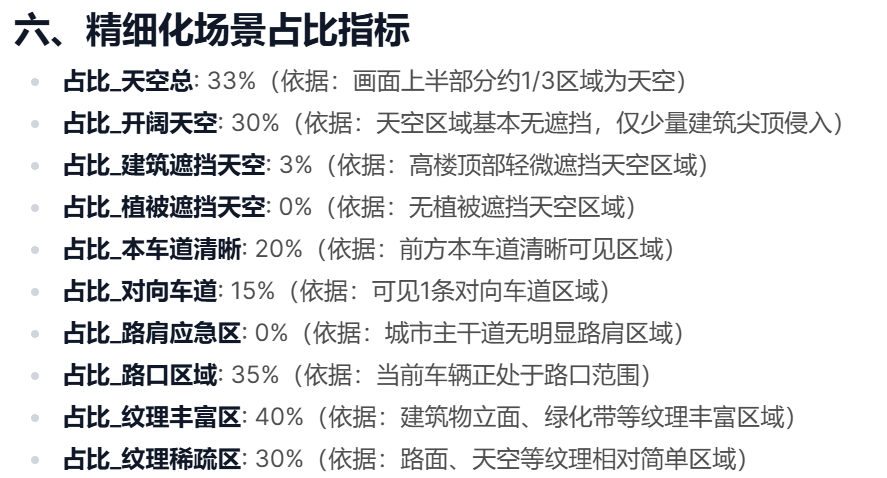 六、精细化场景占比指标
占比_天空总: 33%（依据：画面上半部分约1/3区域为天空）
占比_开阔天空: 30%（依据：天空区域基本无遮挡，仅少量建筑尖顶侵入）
占比_建筑遮挡天空: 3%（依据：高楼顶部轻微遮挡天空区域）
占比_植被遮挡天空: 0%（依据：无植被遮挡天空区域）
占比_本车道清晰: 20%（依据：前方本车道清晰可见区域）
占比_对向车道: 15%（依据：可见1条对向车道区域）
占比_路肩应急区: 0%（依据：城市主干道无明显路肩区域）
占比_路口区域: 35%（依据：当前车辆正处于路口范围）
占比_纹理丰富区: 40%（依据：建筑物立面、绿化带等纹理丰富区域）
占比_纹理稀疏区: 30%（依据：路面、天空等纹理相对简单区域）